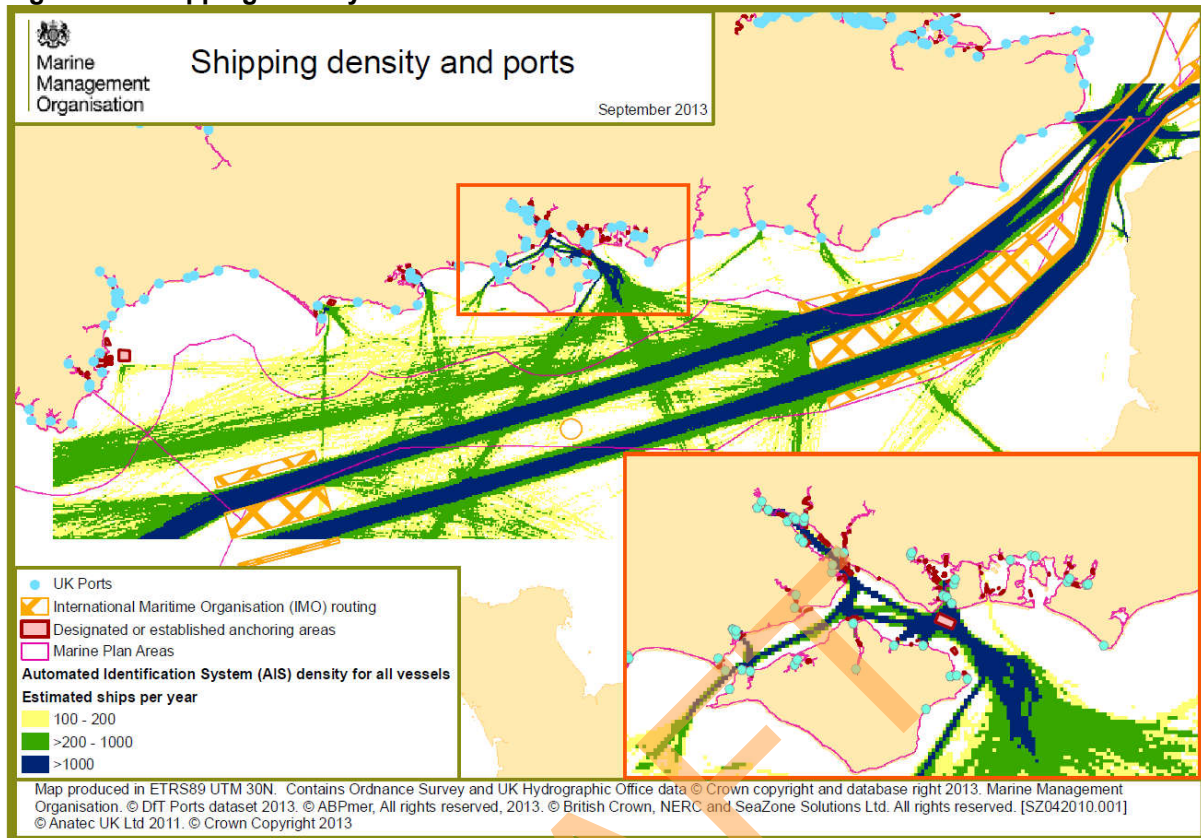 Marine
Management
Organisation
Shipping density and ports
September 2013
UK Ports
International Maritime Organisation (IMO) routing
Designated or established anchoring areas
Marine Plan Areas
Automated Identification System (AIS) density for all vessels
Estimated ships per year
100 - 200
>200 - 1000
>1000
Map produced in ETRS89 UTM 30N. Contains Ordnance Survey and UK Hydrographic Office data © Crown copyright and database right 2013. Marine Management
Organisation. © DfT Ports dataset 2013. © ABPmer, All rights reserved, 2013. © British Crown, NERC and SeaZone Solutions Ltd. All rights reserved. [SZ042010.001]
© Anatec UK Ltd 2011. © Crown Copyright 2013